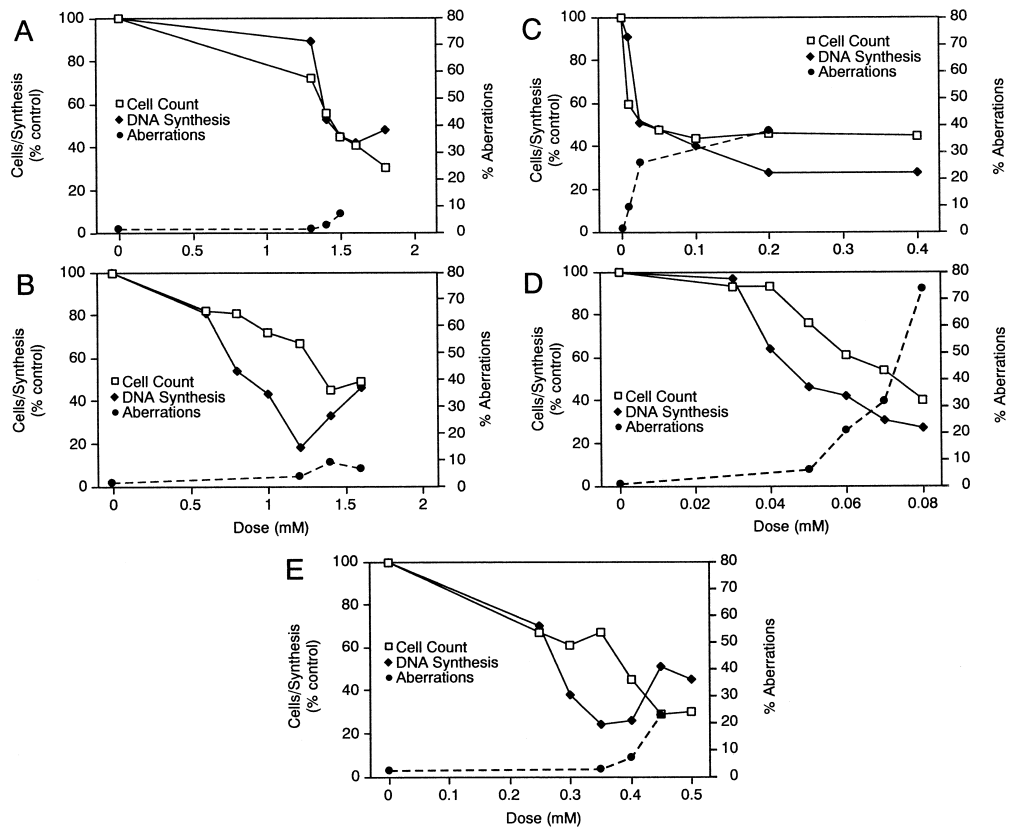 A
Cells/Synthesis
(% control)
100
80
60
40
20
0
Cell Count
DNA Synthesis
Aberrations
80
70
60
50
40
30
20
10
0
% Aberrations
0
0.5
1
1.5
2
C
Cells/Synthesis
(% control)
100
80
60
40
20
0
Cell Count
DNA Synthesis
Aberrations
80
70
60
50
40
30
20
10
0
% Aberrations
0
0.1
0.2
0.3
0.4
B
Cells/Synthesis
(% control)
100
80
60
40
20
0
Cell Count
DNA Synthesis
Aberrations
80
70
60
50
40
30
20
10
0
% Aberrations
0
0.5
1
1.5
2
Dose (mM)
D
Cells/Synthesis
(% control)
100
80
60
40
20
0
Cell Count
DNA Synthesis
Aberrations
80
70
60
50
40
30
20
10
0
% Aberrations
0
0.02
0.04
0.06
0.08
Dose (mM)
E
Cells/Synthesis
(% control)
100
80
60
40
20
0
Cell Count
DNA Synthesis
Aberrations
80
70
60
50
40
30
20
10
0
% Aberrations
0
0.1
0.2
0.3
0.4
0.5
Dose (mM)